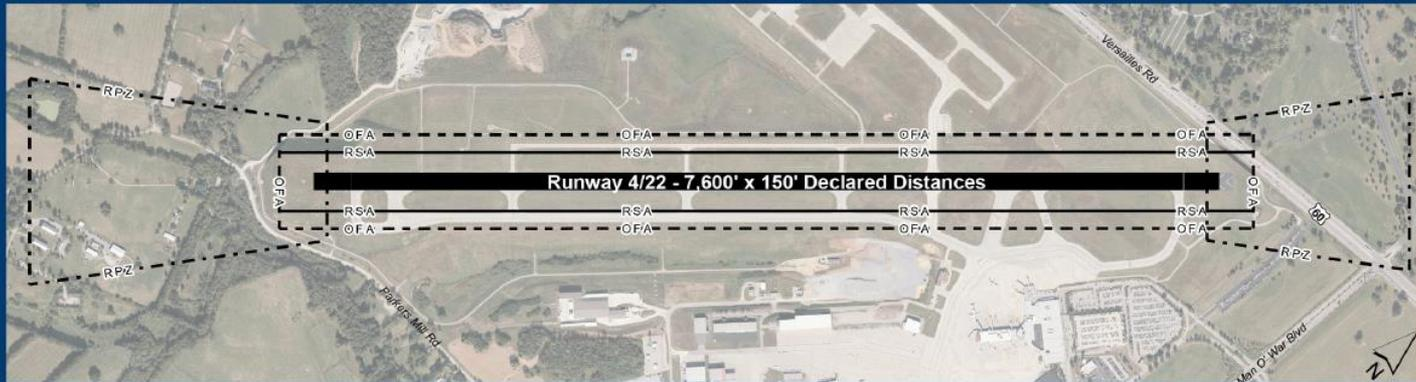 Versailles Rd
RPZ
RPZ
OFA OFA OFA OFA
RSA RSA RSA RSA
OFA
Runway 4/22 - 7,600' x 150' Declared Distances
OFA
RSA RSA RSA RSA
OFA OFA OFA OFA
60
RPZ
RPZ
Parkers Mill Rd
Man O' War Blvd
N